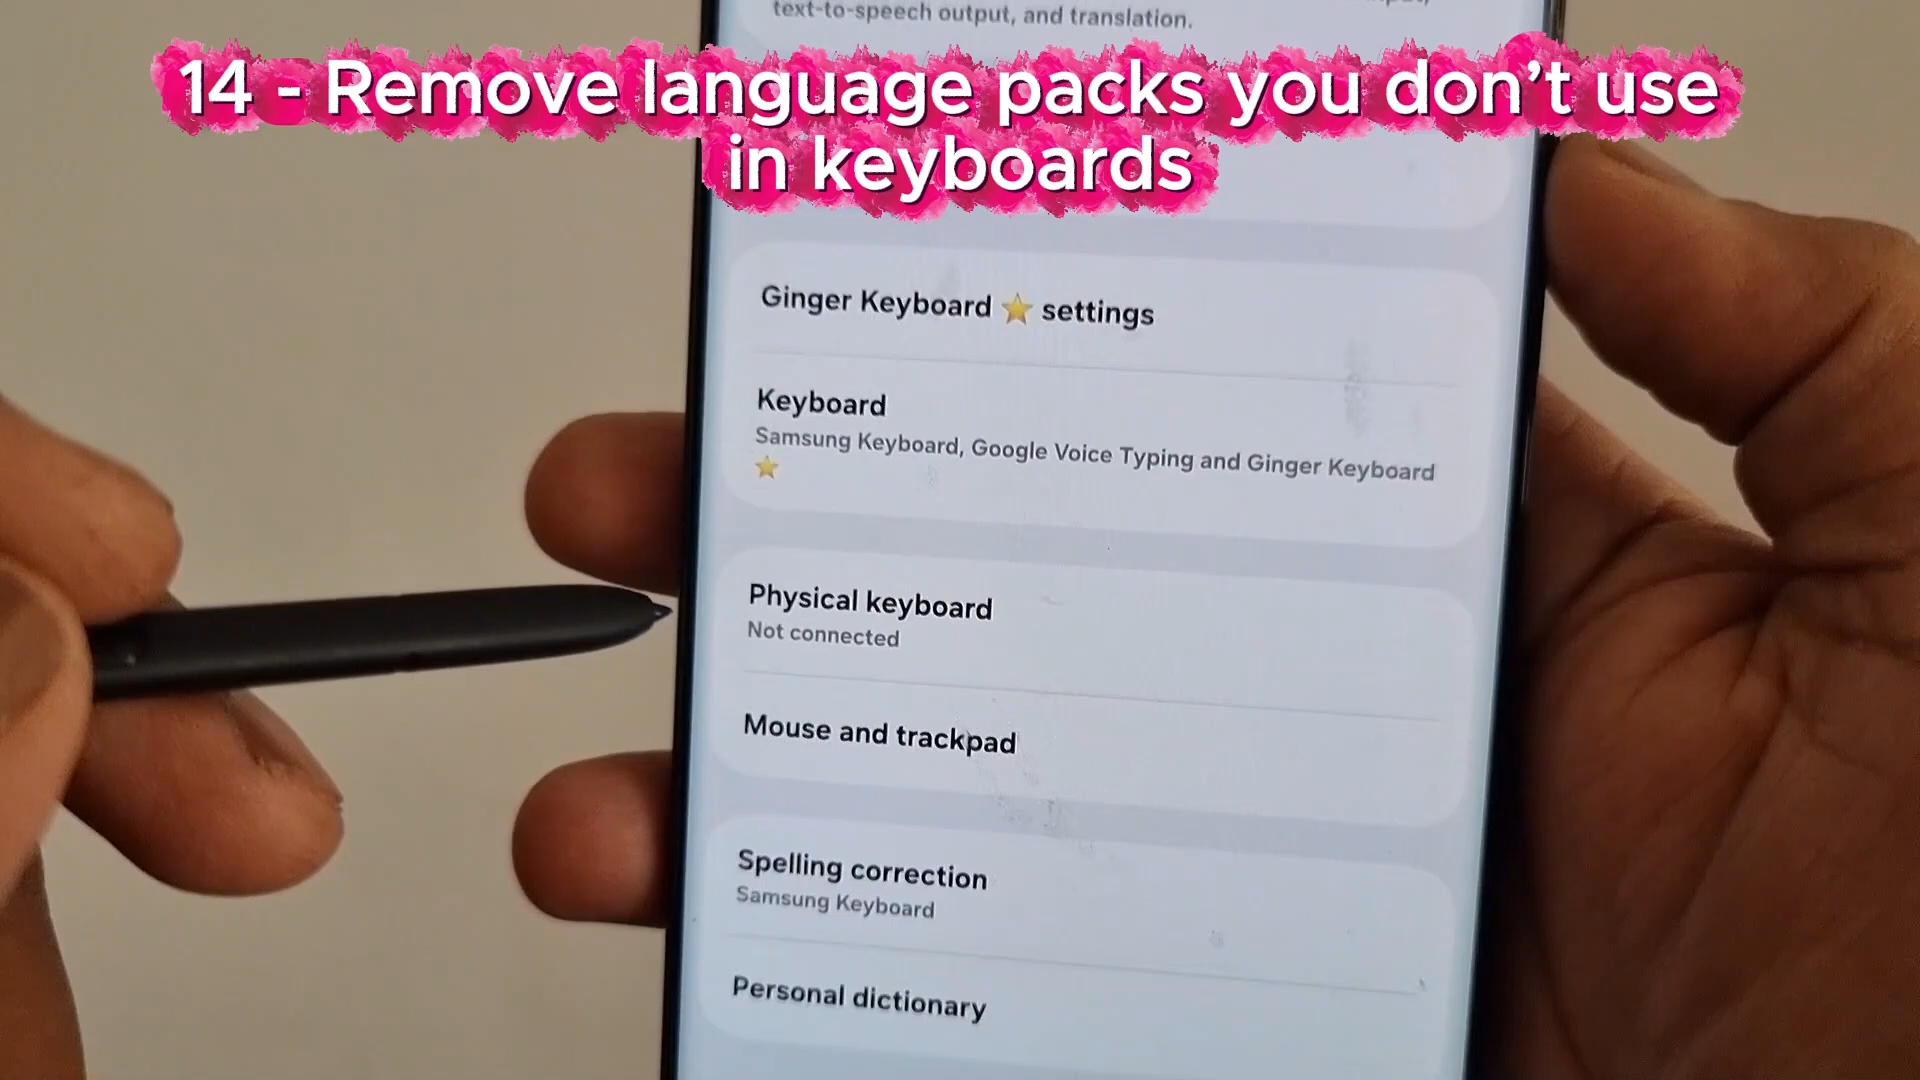 text-to-speech output, and translation.
14 - Remove language packs you don't use
in keyboards
Ginger Keyboard ⭐ settings
Keyboard
Samsung Keyboard, Google Voice Typing and Ginger Keyboard
⭐
Physical keyboard
Not connected
Mouse and trackpad
Spelling correction
Samsung Keyboard
Personal dictionary